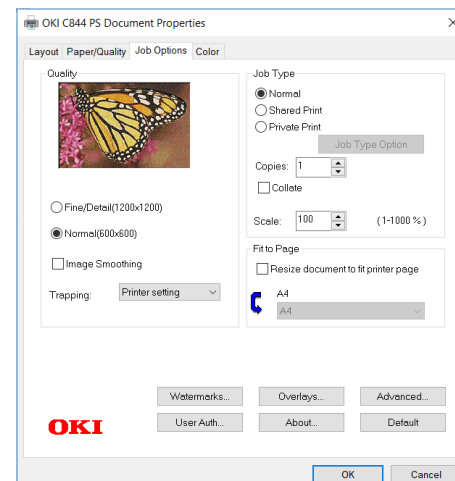 OKI C844 PS Document Properties
Layout Paper/Quality Job Options Color
Quality
Fine/Detail(1200x1200)
Normal(600x600)
Image Smoothing
Trapping: Printer setting
Job Type
Normal
Shared Print
Private Print
Job Type Option
Copies: 1
Collate
Scale: 100 (1-1000 %)
Fit to Page
Resize document to fit printer page
A4
A4
Watermarks... Overlays... Advanced...
OKI User Auth... About... Default
OK Cancel